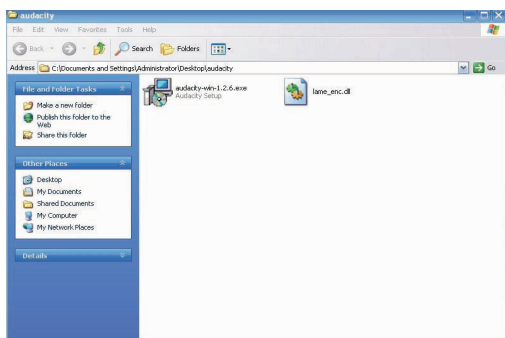 audacity
File Edit View Favorites Tools Help
Back Search Folders
Address C:\Documents and Settings\Administrator\Desktop\audacity Go
File and Folder Tasks
Make a new folder
Publish this folder to the
Web
Share this folder
Other Places
Desktop
My Documents
Shared Documents
My Computer
My Network Places
Details
audacity-win-1.2.6.exe
Audacity Setup
lame_enc.dll